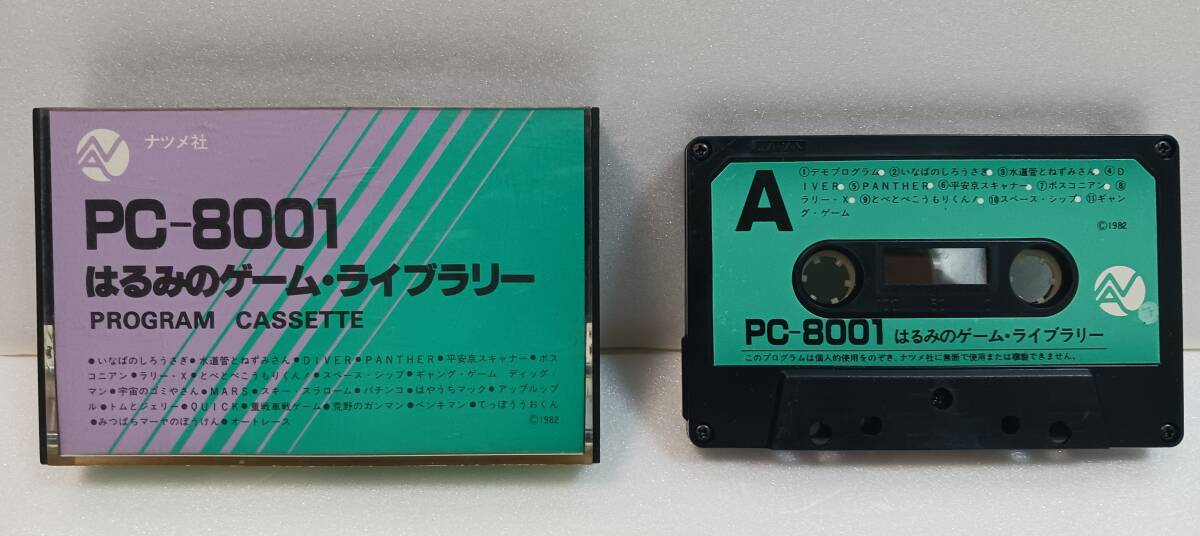 ナツメ社
PC-8001
はるみのゲーム・ライブラリー
PROGRAM CASSETTE
●いなばのしろうさぎ●水道管とねずみさん●DIVER●PANTHER●平安京スキャナー●ボス
コニアン●ラリー・X●とべとべこうもりくん!●スペース・シップ●ギャング・ゲーム ディッグ・
マン●宇宙のゴミやさん●MARS●スキー・スラローム●パチンコ●はやうちマック●アップルップ
ル●トムとジェリー●QUICK●重戦車戦ゲーム●荒野のガンマン●ペンキマン●てっぽううおくん
●みつばちマーヤのぼうけん●オートレース
©1982
A
①デモプログラム ②いなばのしろうさぎ ③水道管とねずみさん ④D
IVER ⑤PANTHER ⑥平安京スキャナー ⑦ボスコニアン ⑧
ラリー・X ⑨とべとべこうもりくん! ⑩スペース・シップ ⑪ギャン
グ・ゲーム
©1982
100 50 0
PC-8001 はるみのゲーム・ライブラリー
このプログラムは個人的使用をのぞき、ナツメ社に無断で使用または複製できません。